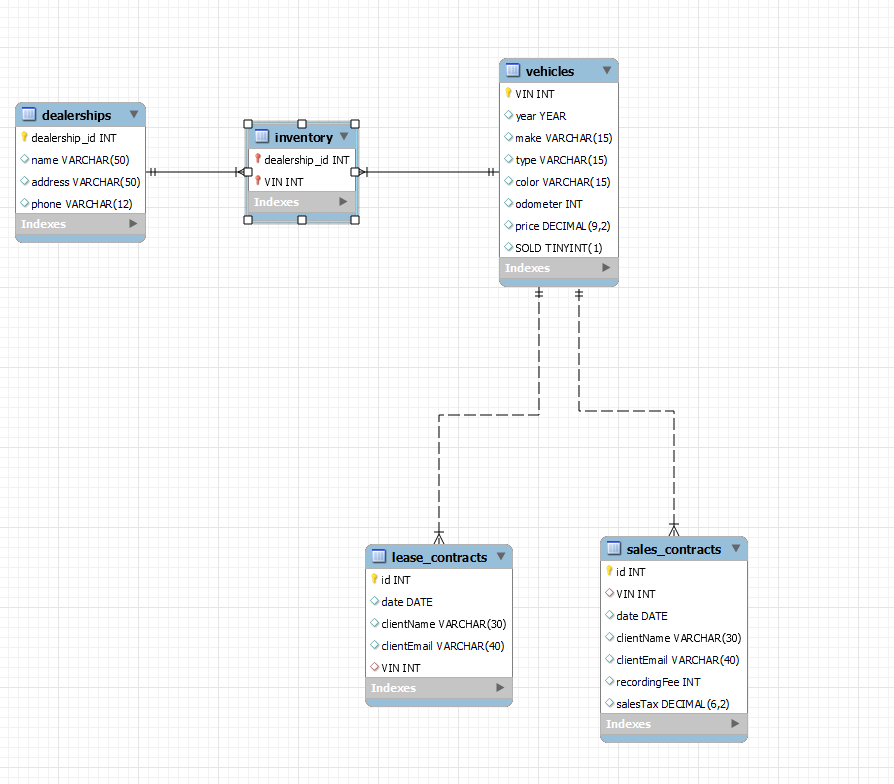 dealerships
dealership_id INT
name VARCHAR(50)
address VARCHAR(50)
phone VARCHAR(12)
Indexes
inventory
dealership_id INT
VIN INT
Indexes
vehicles
VIN INT
year YEAR
make VARCHAR(15)
type VARCHAR(15)
color VARCHAR(15)
odometer INT
price DECIMAL(9,2)
SOLD TINYINT(1)
Indexes
lease_contracts
id INT
date DATE
clientName VARCHAR(30)
clientEmail VARCHAR(40)
VIN INT
Indexes
sales_contracts
id INT
VIN INT
date DATE
clientName VARCHAR(30)
clientEmail VARCHAR(40)
recordingFee INT
salesTax DECIMAL(6,2)
Indexes